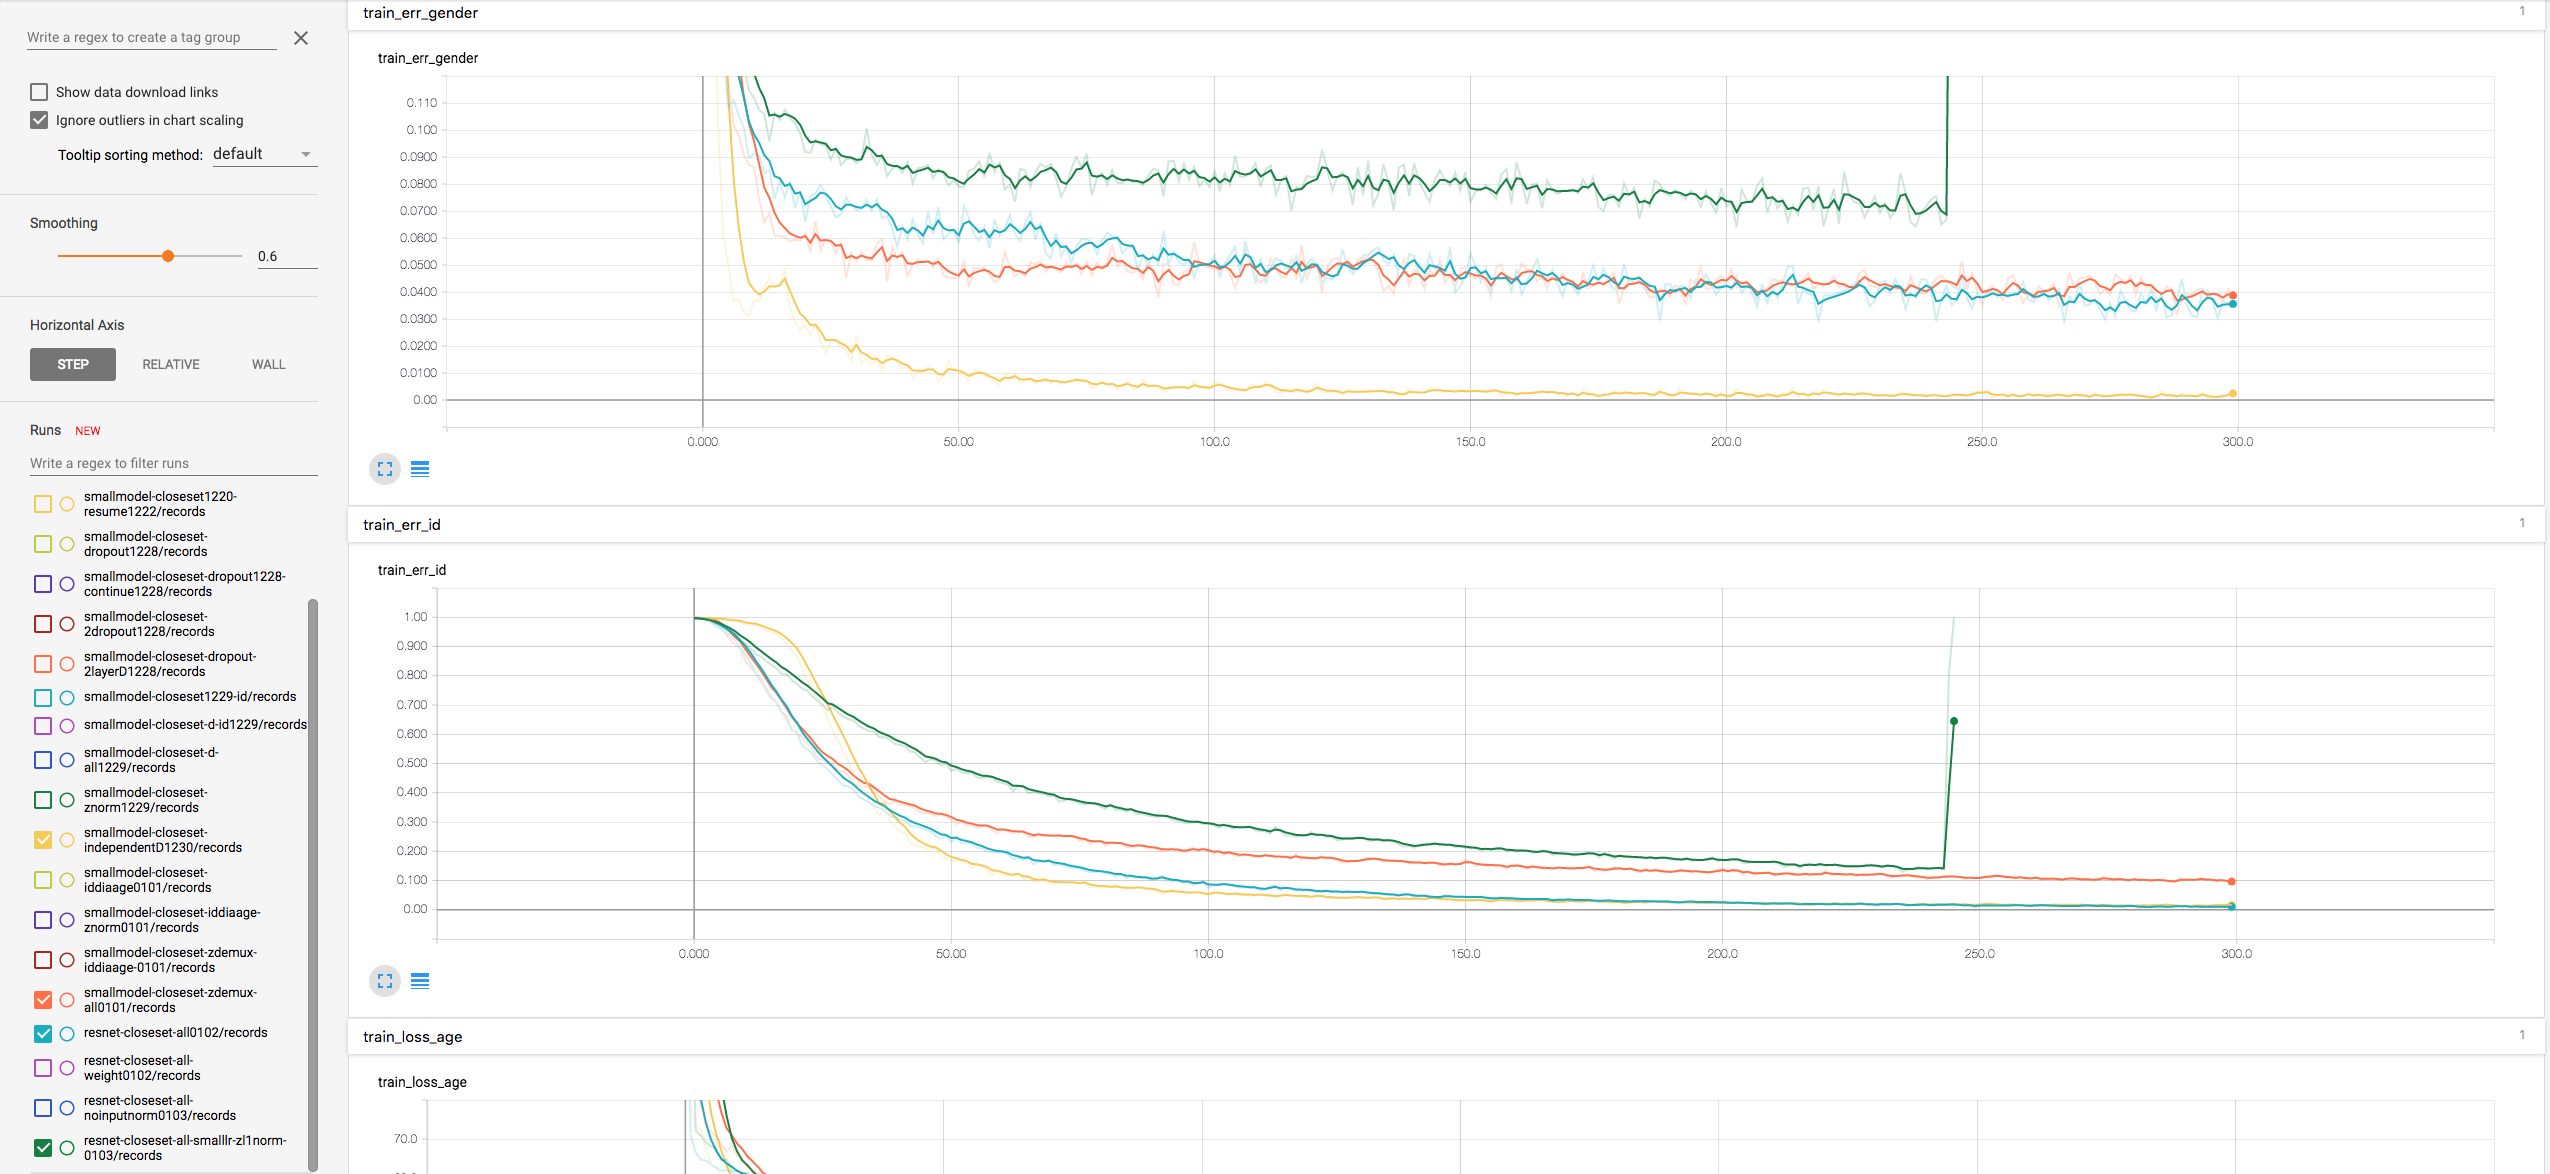 Write a regex to create a tag group
Show data download links
Ignore outliers in chart scaling
Tooltip sorting method: default
Smoothing
0.6
Horizontal Axis
STEP RELATIVE WALL
Runs NEW
Write a regex to filter runs
smallmodel-closeset1220-
resume1222/records
smallmodel-closeset-
dropout1228/records
smallmodel-closeset-dropout1228-
continue1228/records
smallmodel-closeset-
2dropout1228/records
smallmodel-closeset-dropout-
2layerD1228/records
smallmodel-closeset1229-id/records
smallmodel-closeset-d-id1229/records
smallmodel-closeset-d-
all1229/records
smallmodel-closeset-
znorm1229/records
smallmodel-closeset-
independentD1230/records
smallmodel-closeset-
iddiaage0101/records
smallmodel-closeset-iddiaage-
znorm0101/records
smallmodel-closeset-zdemux-
iddiaage-0101/records
smallmodel-closeset-zdemux-
all0101/records
resnet-closeset-all0102/records
resnet-closeset-all-
weight0102/records
resnet-closeset-all-
noinputnorm0103/records
resnet-closeset-all-smalllr-zl1norm-
0103/records
train_err_gender 1
train_err_gender
0.110
0.100
0.0900
0.0800
0.0700
0.0600
0.0500
0.0400
0.0300
0.0200
0.0100
0.00
0.000 50.00 100.0 150.0 200.0 250.0 300.0
train_err_id 1
train_err_id
1.00
0.900
0.800
0.700
0.600
0.500
0.400
0.300
0.200
0.100
0.00
0.000 50.00 100.0 150.0 200.0 250.0 300.0
train_loss_age 1
train_loss_age
70.0